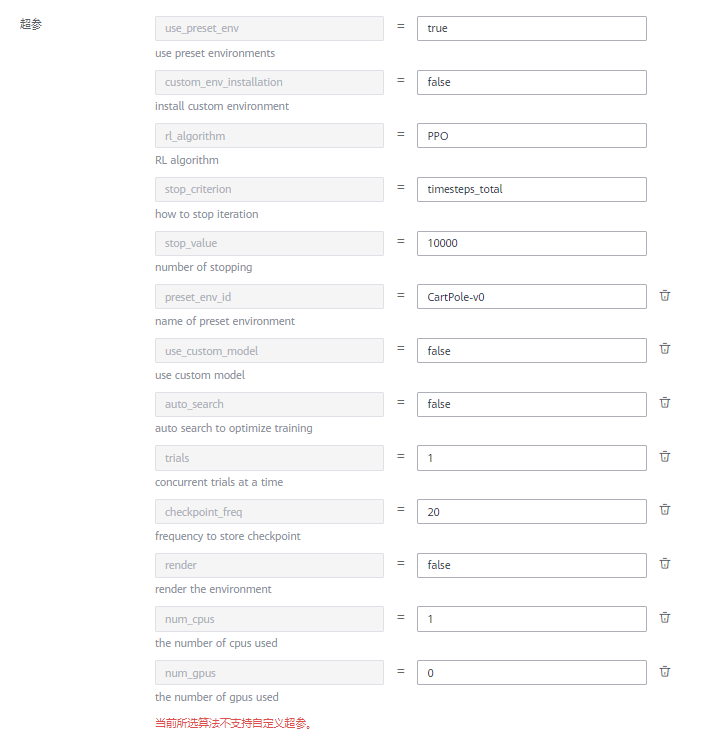 超参
use_preset_env = true
use preset environments
custom_env_installation = false
install custom environment
rl_algorithm = PPO
RL algorithm
stop_criterion = timesteps_total
how to stop iteration
stop_value = 10000
number of stopping
preset_env_id = CartPole-v0
name of preset environment
use_custom_model = false
use custom model
auto_search = false
auto search to optimize training
trials = 1
concurrent trials at a time
checkpoint_freq = 20
frequency to store checkpoint
render = false
render the environment
num_cpus = 1
the number of cpus used
num_gpus = 0
the number of gpus used
当前所选算法不支持自定义超参。